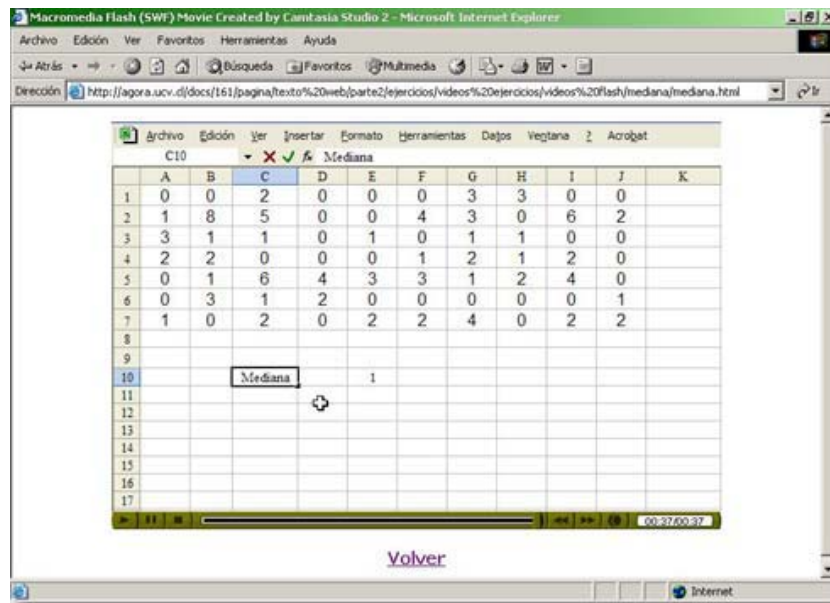 Macromedia Flash (SWF) Movie Created by Camtasia Studio 2 - Microsoft Internet Explorer
Archivo Edición Ver Favoritos Herramientas Ayuda
Atrás Búsqueda Favoritos Multimedia
Dirección http://agora.ucv.cl/docs/161/pagina/texto%20web/parte2/ejercicios/videos%20ejercicios/videos%20flash/mediana/mediana.html Ir
Archivo Edición Ver Insertar Formato Herramientas Datos Ventana ? Acrobat
C10 fx Mediana
A B C D E F G H I J K
1 0 0 2 0 0 0 3 3 0 0
2 1 8 5 0 0 4 3 0 6 2
3 3 1 1 0 1 0 1 1 0 0
4 2 2 0 0 0 1 2 1 2 0
5 0 1 6 4 3 3 1 2 4 0
6 0 3 1 2 0 0 0 0 0 1
7 1 0 2 0 2 2 4 0 2 2
8
9
10 Mediana 1
11
12
13
14
15
16
17
00:37/00:37
Volver
Internet